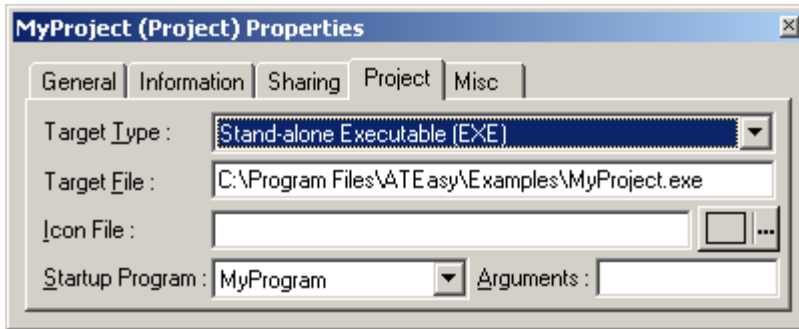 MyProject (Project) Properties
General Information Sharing Project Misc
Target Type : Stand-alone Executable (EXE)
Target File : C:\Program Files\ATEasy\Examples\MyProject.exe
Icon File : ...
Startup Program : MyProgram Arguments :